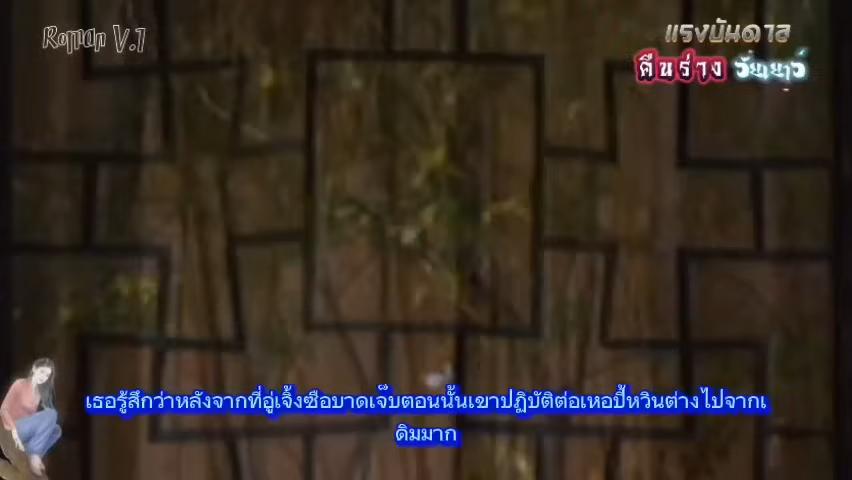 Roman V.1
แรงบันดาล
คืนร่าง
เธอรู้สึกว่าหลังจากที่อู่เจิ้งซือบาดเจ็บตอนนั้นเขาปฏิบัติต่อเหอปี้หวินต่างไปจากเ
ดิมมาก